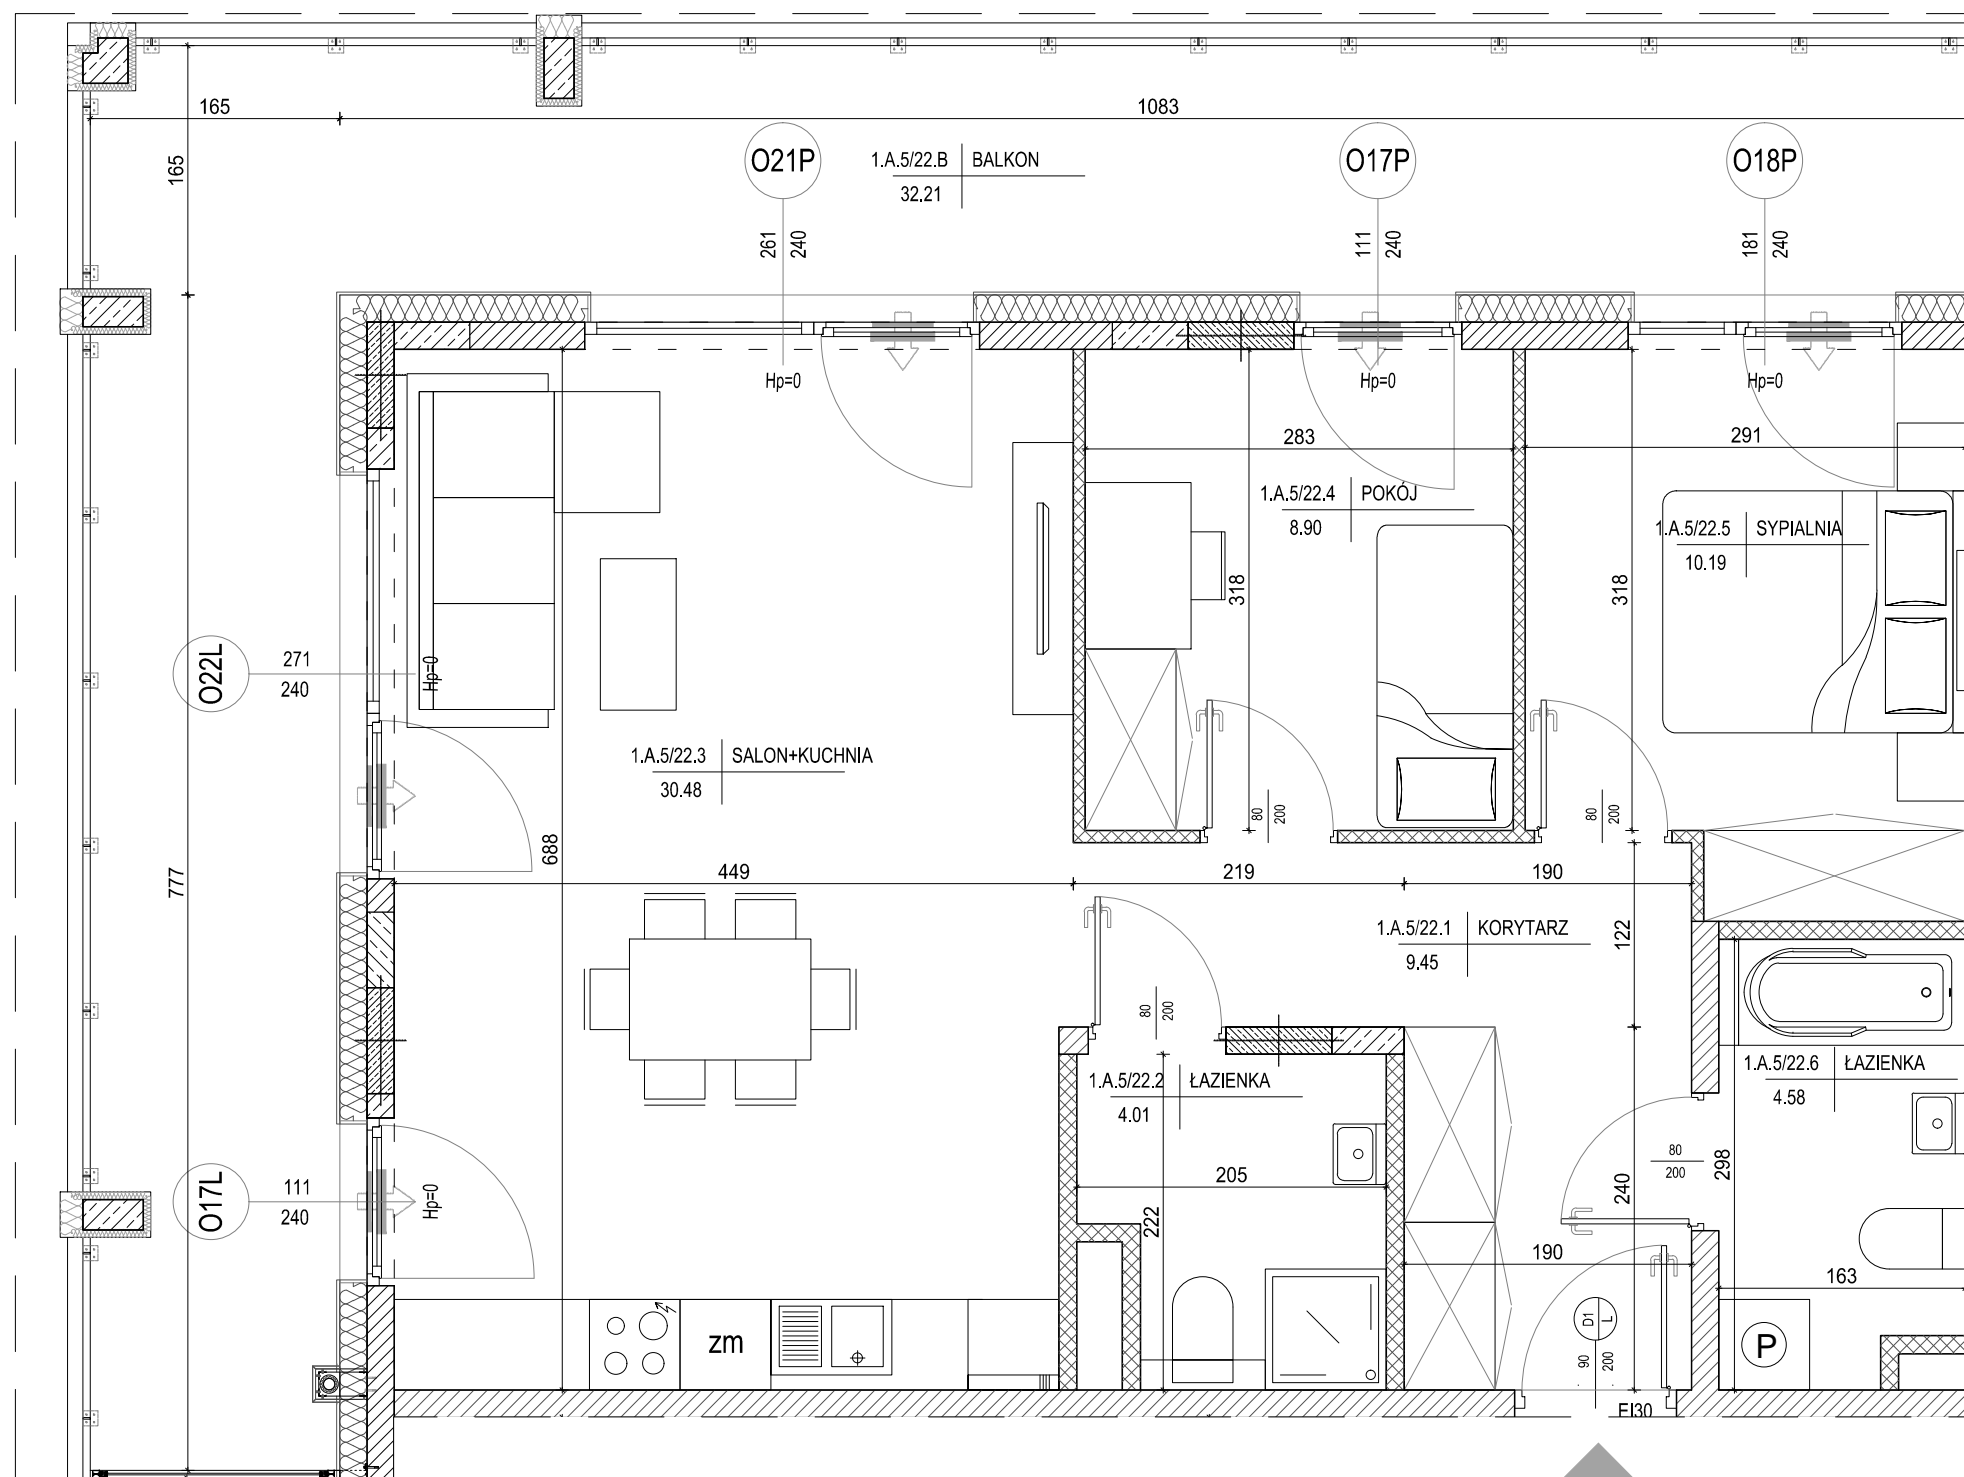 165
1083
165
O21P
1.A.5/22.B BALKON
32.21
O17P
O18P
261
240
111
240
181
240
Hp=0
Hp=0
Hp=0
283
291
1.A.5/22.4 POKÓJ
8.90
1.A.5/22.5 SYPIALNIA
10.19
318
318
O22L
271
240
Hp=0
1.A.5/22.3 SALON+KUCHNIA
30.48
80
200
80
200
688
777
449
219
190
1.A.5/22.1 KORYTARZ
9.45
122
80
200
1.A.5/22.2 ŁAZIENKA
4.01
1.A.5/22.6 ŁAZIENKA
4.58
80
200
298
O17L
111
240
Hp=0
205
222
240
190
163
D1
L
90
200
zm
P
EI30